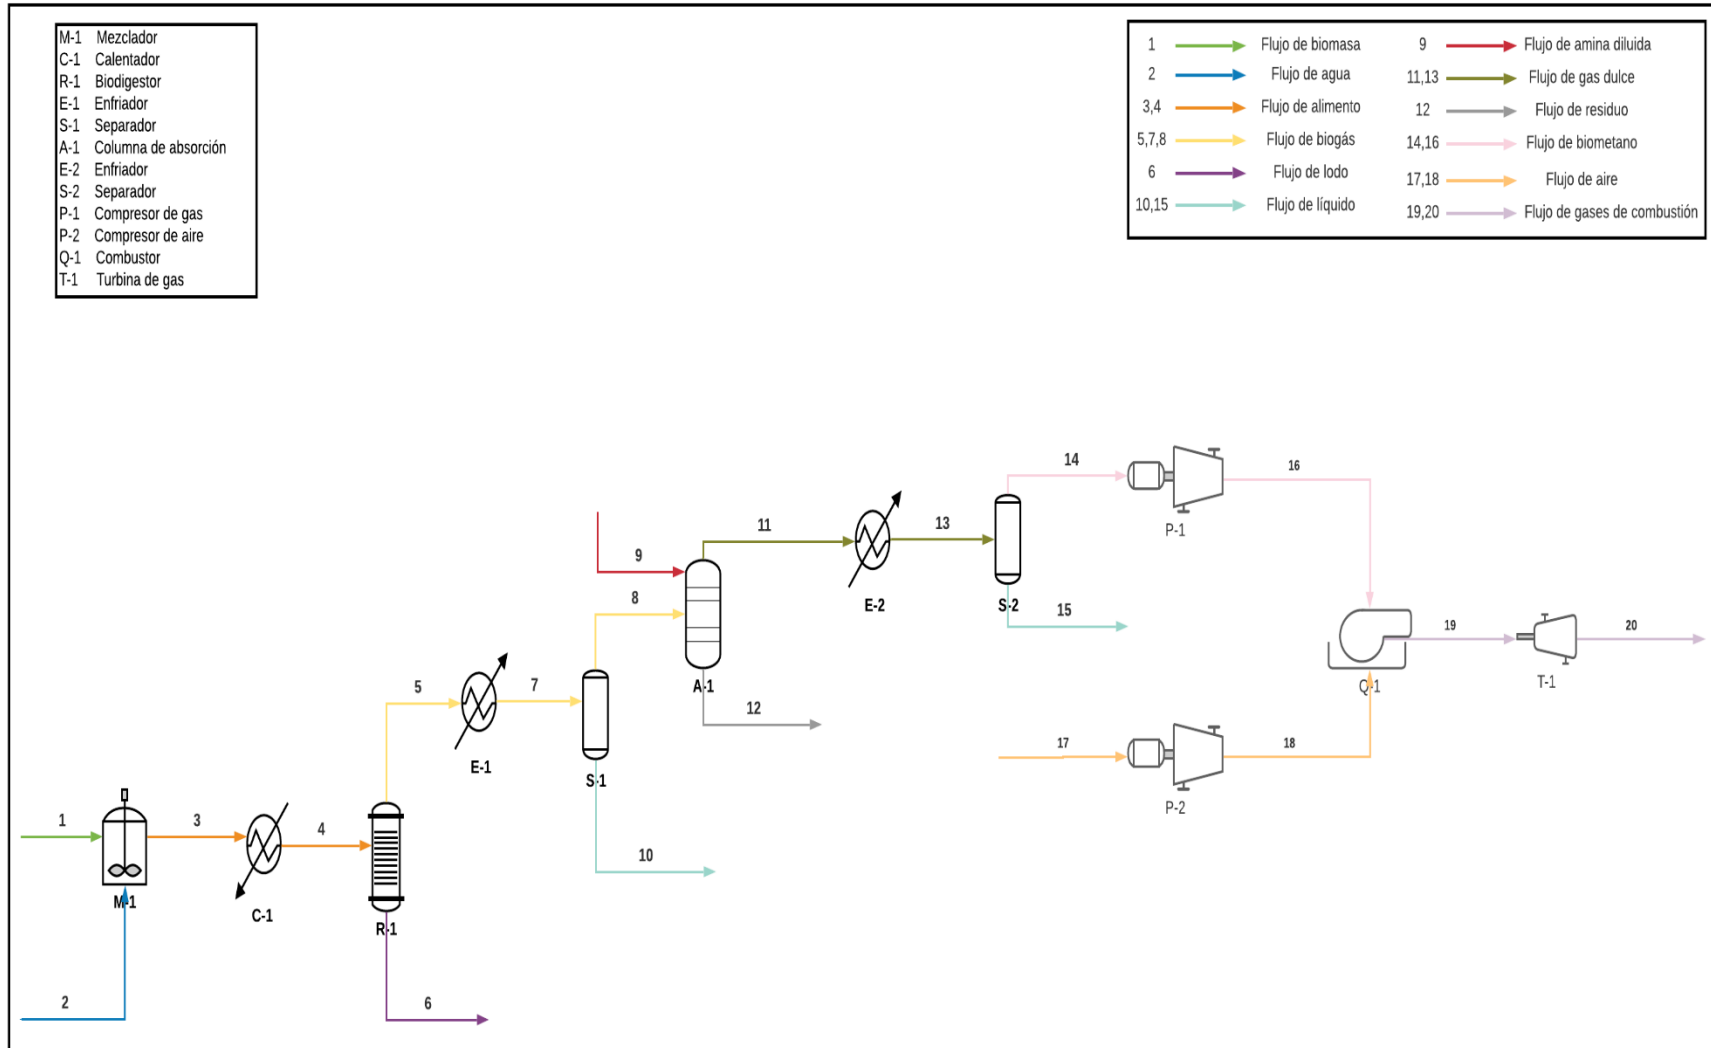 M-1 Mezclador
C-1 Calentador
R-1 Biodigestor
E-1 Enfriador
S-1 Separador
A-1 Columna de absorción
E-2 Enfriador
S-2 Separador
P-1 Compresor de gas
P-2 Compresor de aire
Q-1 Combustor
T-1 Turbina de gas
1 Flujo de biomasa
2 Flujo de agua
3,4 Flujo de alimento
5,7,8 Flujo de biogás
6 Flujo de lodo
10,15 Flujo de líquido
9 Flujo de amina diluida
11,13 Flujo de gas dulce
12 Flujo de residuo
14,16 Flujo de biometano
17,18 Flujo de aire
19,20 Flujo de gases de combustión
14
16
P-1
11
13
9
E-2
S-2
8
15
19
20
A-1
Q-1
T-1
5
7
12
17
18
E-1
S-1
P-2
1
3
4
10
M-1
C-1
R-1
2
6